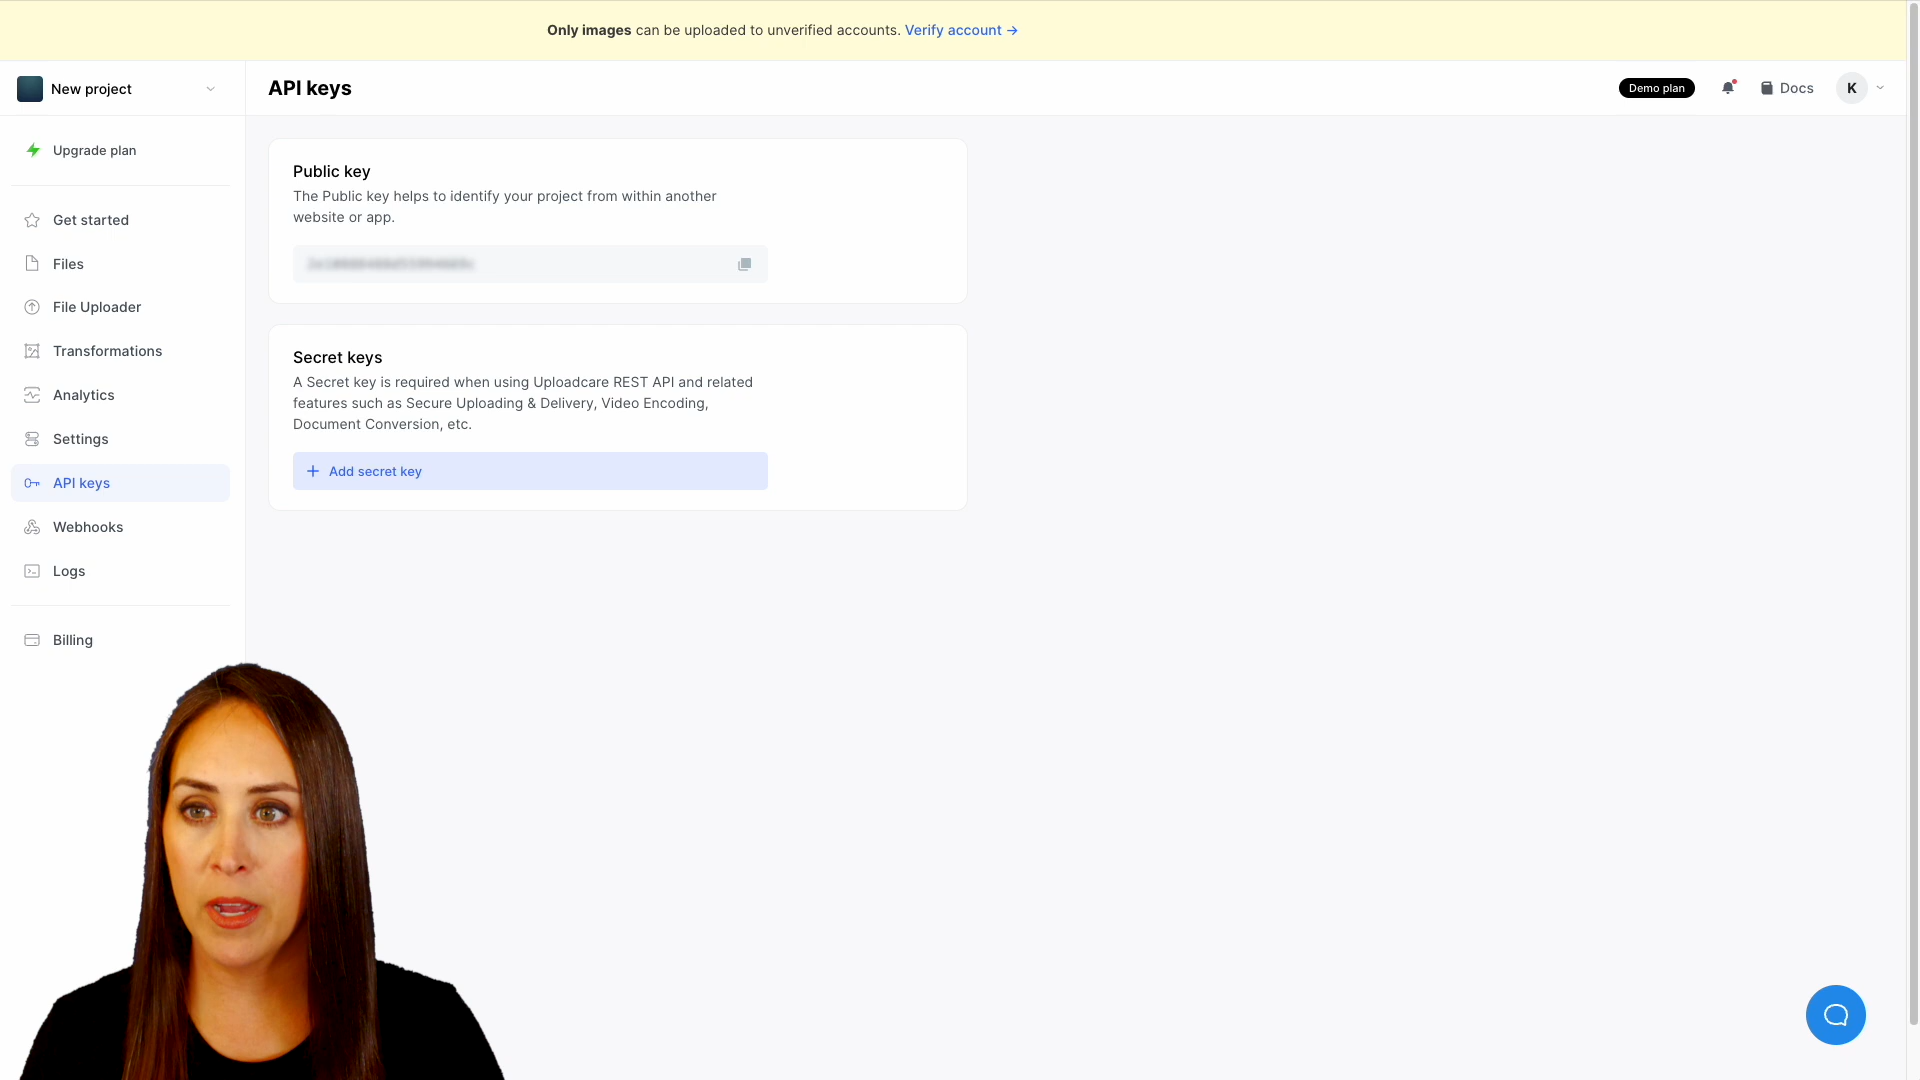 Only images can be uploaded to unverified accounts. Verify account →
New project
API keys
Demo plan
Docs
K
Upgrade plan
Get started
Files
File Uploader
Transformations
Analytics
Settings
API keys
Webhooks
Logs
Billing
Public key
The Public key helps to identify your project from within another
website or app.
Secret keys
A Secret key is required when using Uploadcare REST API and related
features such as Secure Uploading & Delivery, Video Encoding,
Document Conversion, etc.
+ Add secret key